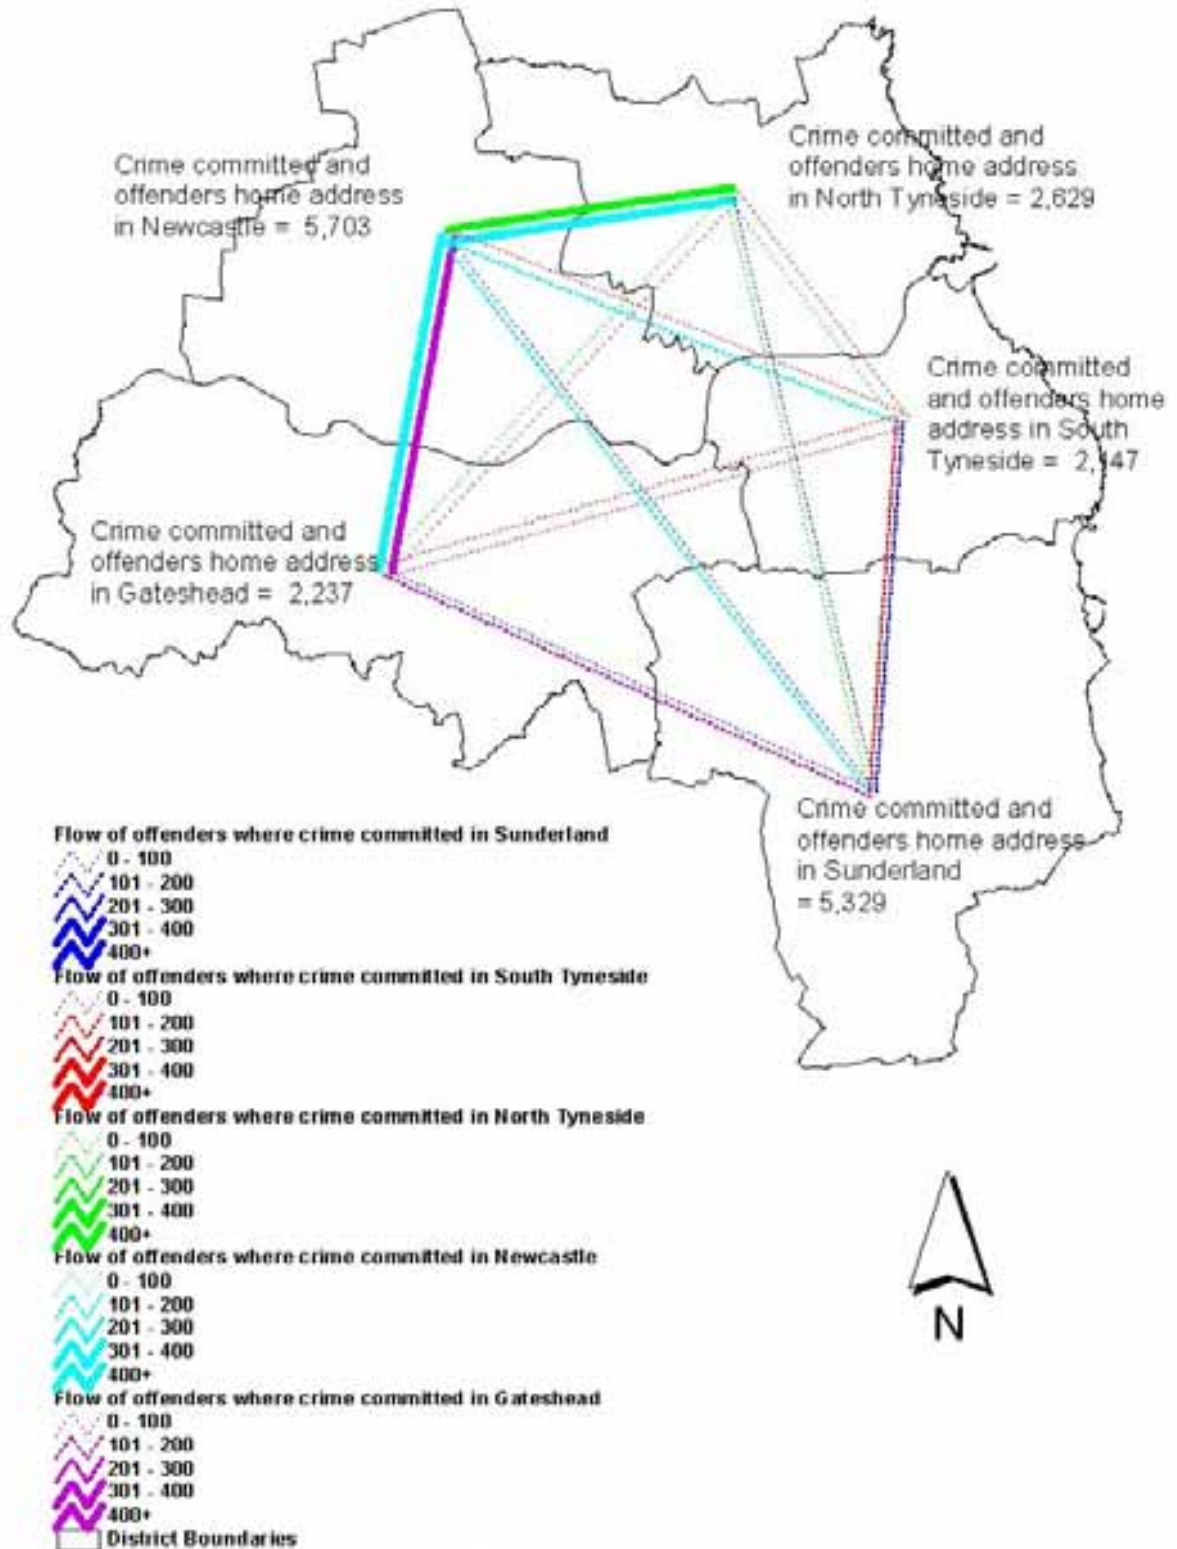 Crime committed and
offenders home address
in Newcastle = 5,703
Crime committed and
offenders home address
in North Tyneside = 2,629
Crime committed
and offenders home
address in South
Tyneside =
Crime committed and
offenders home address
in Gateshead = 2,237
Crime committed and
offenders home address
in Sunderland
= 5,329
Flow of offenders where crime committed in Sunderland
0 - 100
101 - 200
201 - 300
301 - 400
400+
Flow of offenders where crime committed in South Tyneside
0 - 100
101 - 200
201 - 300
301 - 400
400+
Flow of offenders where crime committed in North Tyneside
0 - 100
101 - 200
201 - 300
301 - 400
400+
Flow of offenders where crime committed in Newcastle
0 - 100
101 - 200
201 - 300
301 - 400
400+
Flow of offenders where crime committed in Gateshead
0 - 100
101 - 200
201 - 300
301 - 400
400+
District Boundaries
N